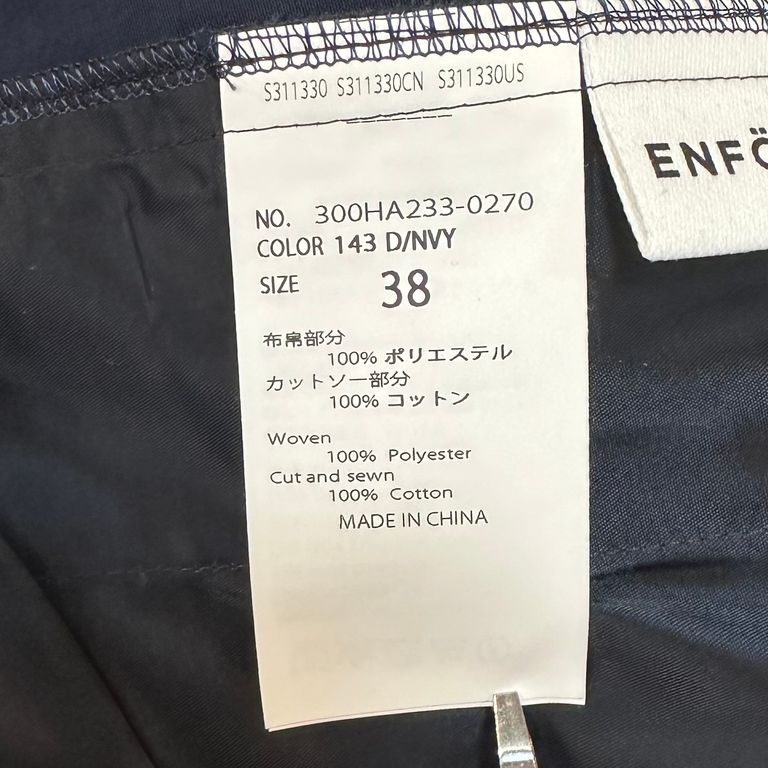 S311330 S311330CN S311330US
ENFÖ
NO. 300HA233-0270
COLOR 143 D/NVY
SIZE 38
布帛部分
100% ポリエステル
カットソー部分
100% コットン
Woven
100% Polyester
Cut and sewn
100% Cotton
MADE IN CHINA